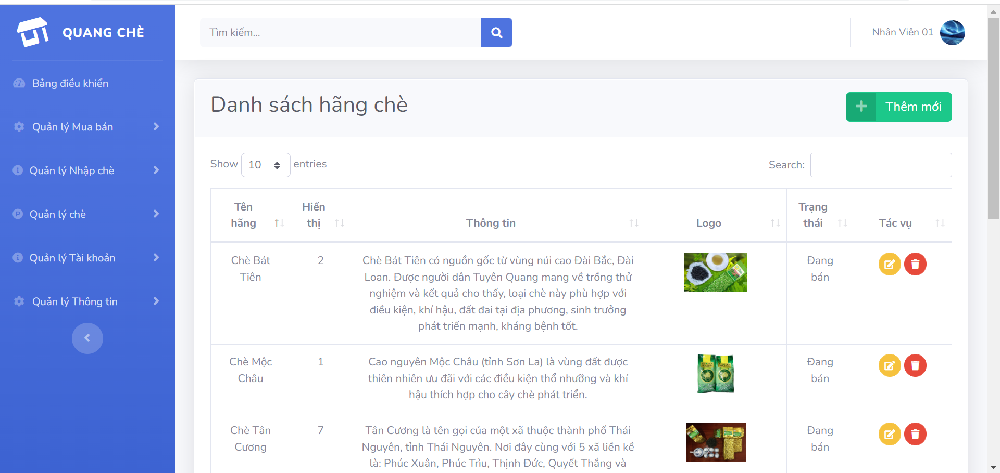 QUANG CHÈ
Tìm kiếm...
Nhân Viên 01
Bảng điều khiển
Quản lý Mua bán
Quản lý Nhập chè
Quản lý chè
Quản lý Tài khoản
Quản lý Thông tin
Danh sách hãng chè
Thêm mới
Show 10 entries
Search:
Tên hãng
Hiển thị
Thông tin
Logo
Trạng thái
Tác vụ
Chè Bát
Tiên
2
Chè Bát Tiên có nguồn gốc từ vùng núi cao Đài Bắc, Đài
Loan. Được người dân Tuyên Quang mang về trồng thử
nghiệm và kết quả cho thấy, loại chè này phù hợp với
điều kiện, khí hậu, đất đai tại địa phương, sinh trưởng
phát triển mạnh, kháng bệnh tốt.
Đang
bán
Chè Mộc
Châu
1
Cao nguyên Mộc Châu (tỉnh Sơn La) là vùng đất được
thiên nhiên ưu đãi với các điều kiện thổ nhưỡng và khí
hậu thích hợp cho cây chè phát triển.
Đang
bán
Chè Tân
Cương
7
Tân Cương là tên gọi của một xã thuộc thành phố Thái
Nguyên, tỉnh Thái Nguyên. Nơi đây cùng với 5 xã liền kề
là: Phúc Xuân, Phúc Trìu, Thịnh Đức, Quyết Thắng và
Đang
bán